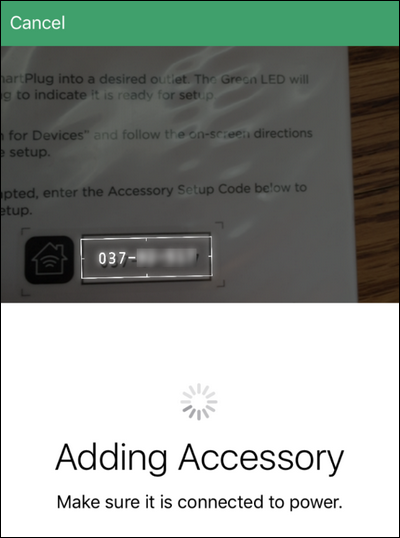 Cancel
martPlug into a desired outlet. The Green LED will
to indicate it is ready for setup.
for Devices" and follow the on-screen directions
setup.
pted, enter the Accessory Setup Code below to
etup.
037-
Adding Accessory
Make sure it is connected to power.